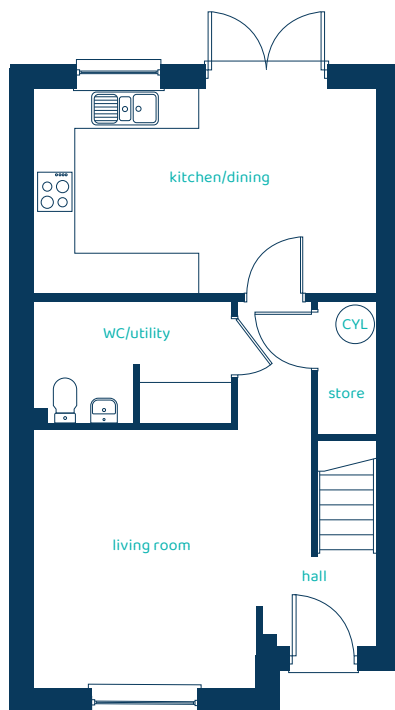 kitchen/dining
CYL
WC/utility
store
living room
hall